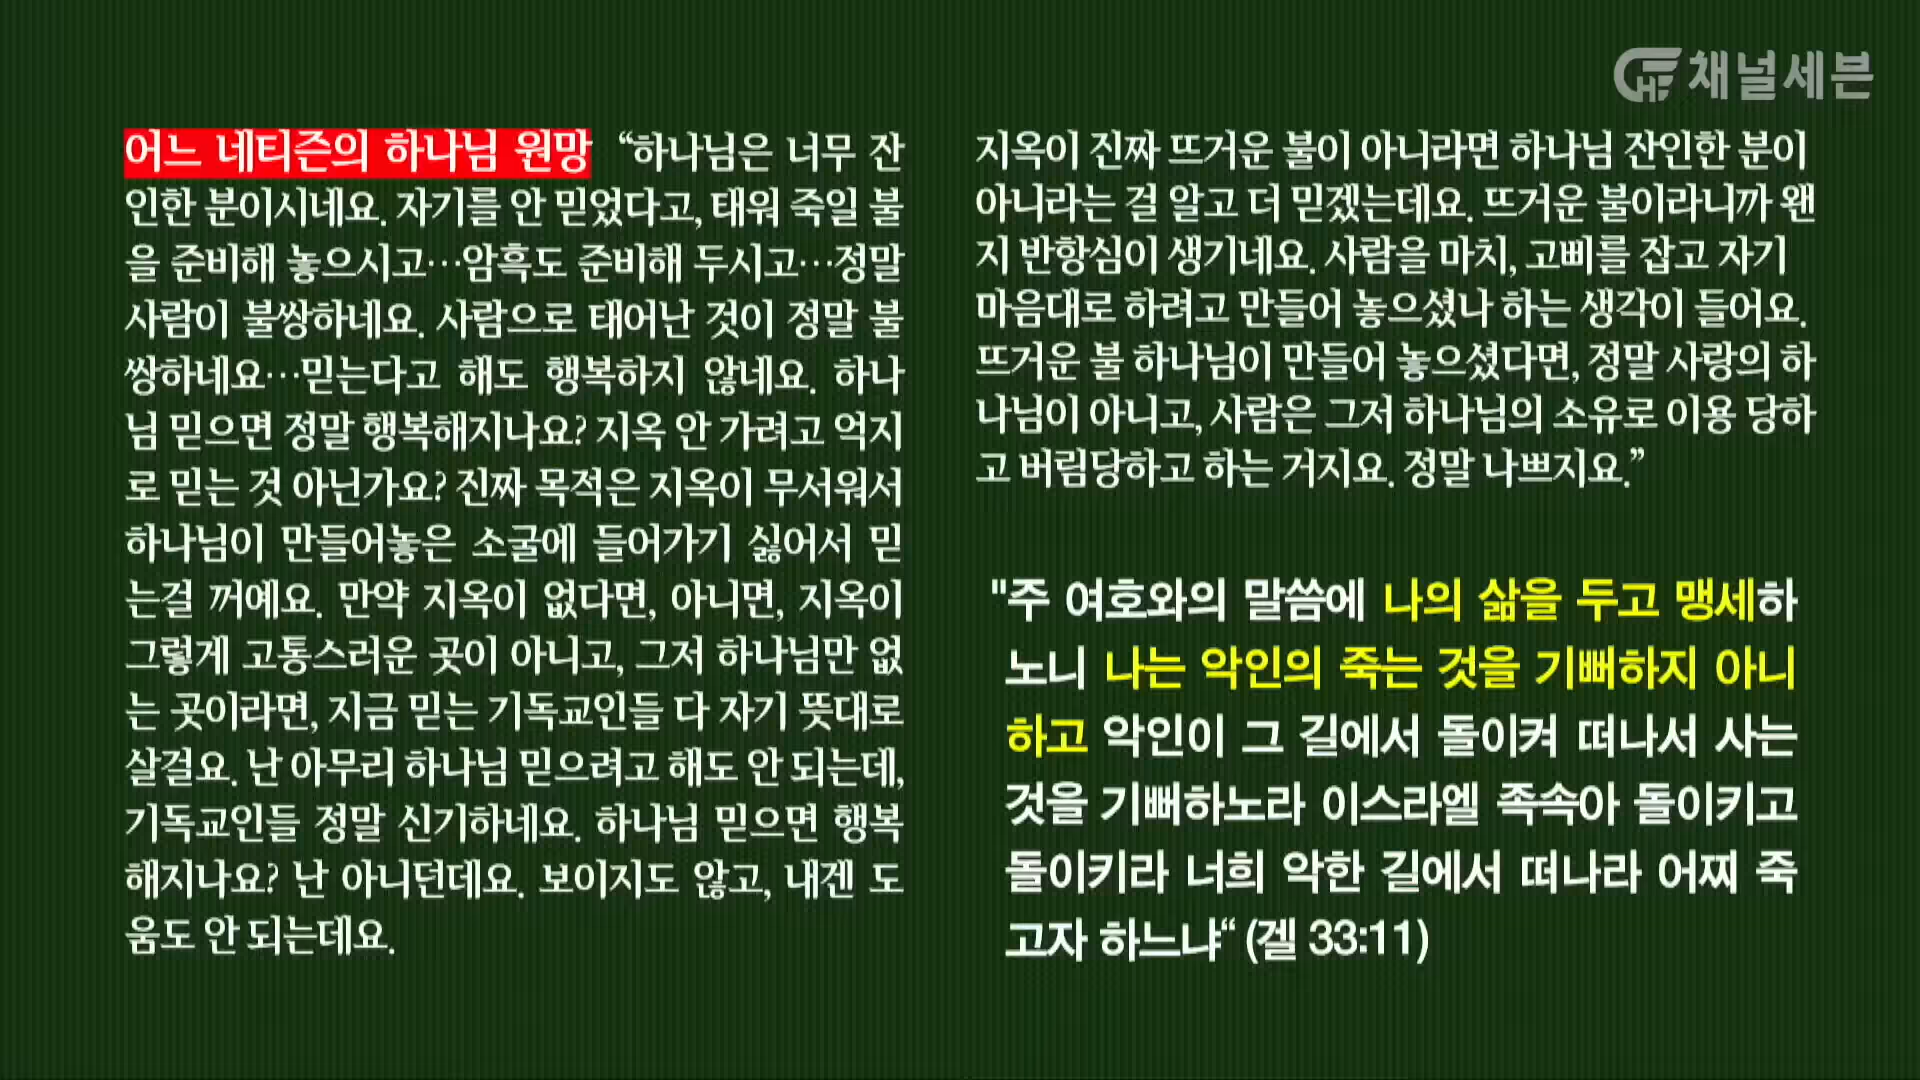 채널세븐
어느 네티즌의 하나님 원망 “하나님은 너무 잔
인한 분이시네요. 자기를 안 믿었다고, 태워 죽일 불
을 준비해 놓으시고…암흑도 준비해 두시고…정말
사람이 불쌍하네요. 사람으로 태어난 것이 정말 불
쌍하네요…믿는다고 해도 행복하지 않네요. 하나
님 믿으면 정말 행복해지나요? 지옥 안 가려고 억지
로 믿는 것 아닌가요? 진짜 목적은 지옥이 무서워서
하나님이 만들어놓은 소굴에 들어가기 싫어서 믿
는걸 꺼예요. 만약 지옥이 없다면, 아니면, 지옥이
그렇게 고통스러운 곳이 아니고, 그저 하나님만 없
는 곳이라면, 지금 믿는 기독교인들 다 자기 뜻대로
살걸요. 난 아무리 하나님 믿으려고 해도 안 되는데,
기독교인들 정말 신기하네요. 하나님 믿으면 행복
해지나요? 난 아니던데요. 보이지도 않고, 내겐 도
움도 안 되는데요.
지옥이 진짜 뜨거운 불이 아니라면 하나님 잔인한 분이
아니라는 걸 알고 더 믿겠는데요. 뜨거운 불이라니까 왠
지 반항심이 생기네요. 사람을 마치, 고삐를 잡고 자기
마음대로 하려고 만들어 놓으셨나 하는 생각이 들어요.
뜨거운 불 하나님이 만들어 놓으셨다면, 정말 사랑의 하
나님이 아니고, 사람은 그저 하나님의 소유로 이용 당하
고 버림당하고 하는 거지요. 정말 나쁘지요.”
"주 여호와의 말씀에 나의 삶을 두고 맹세하
노니 나는 악인의 죽는 것을 기뻐하지 아니
하고 악인이 그 길에서 돌이켜 떠나서 사는
것을 기뻐하노라 이스라엘 족속아 돌이키고
돌이키라 너희 악한 길에서 떠나라 어찌 죽
고자 하느냐“ (겔 33:11)